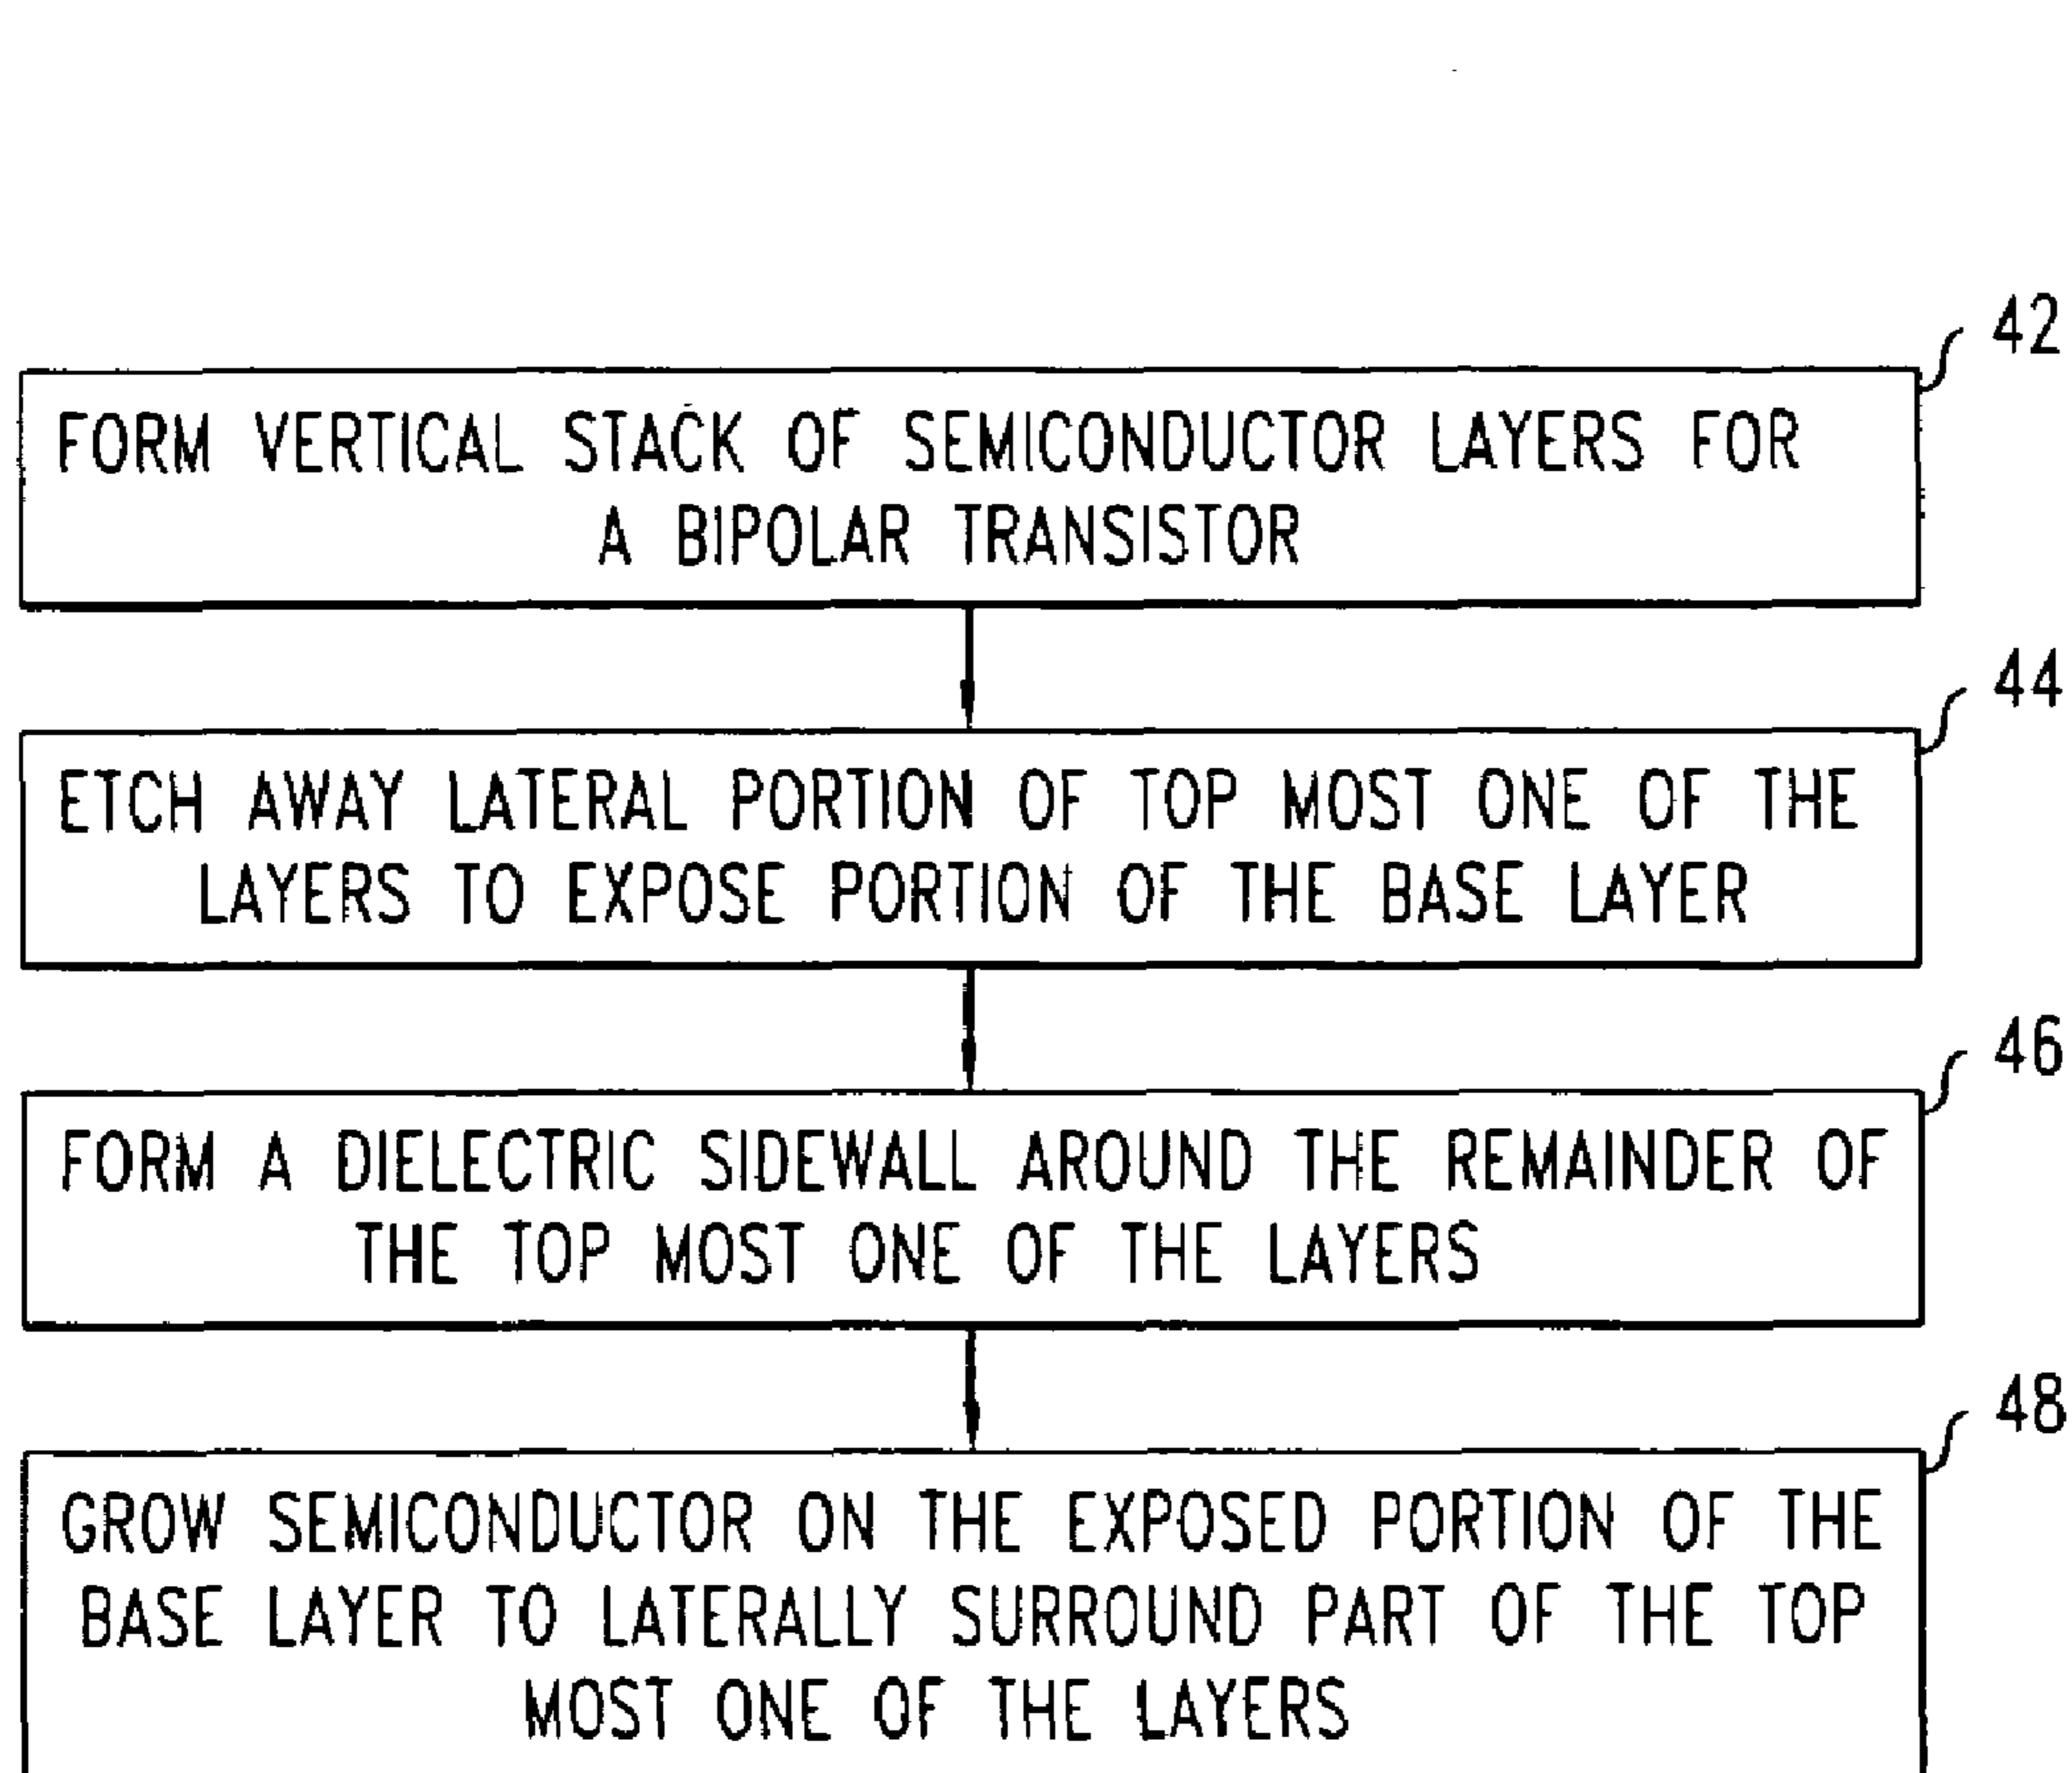 42
FORM VERTICAL STACK OF SEMICONDUCTOR LAYERS FOR
A BIPOLAR TRANSISTOR
44
ETCH AWAY LATERAL PORTION OF TOP MOST ONE OF THE
LAYERS TO EXPOSE PORTION OF THE BASE LAYER
46
FORM A DIELECTRIC SIDEWALL AROUND THE REMAINDER OF
THE TOP MOST ONE OF THE LAYERS
48
GROW SEMICONDUCTOR ON THE EXPOSED PORTION OF THE
BASE LAYER TO LATERALLY SURROUND PART OF THE TOP
MOST ONE OF THE LAYERS